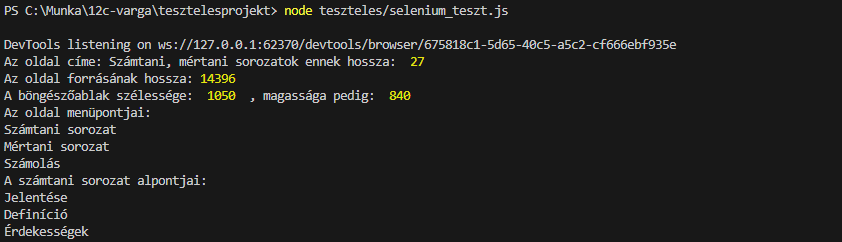 PS C:\Munka\12c-varga\tesztelesprojekt> node teszteles/selenium_teszt.js
DevTools listening on ws://127.0.0.1:62370/devtools/browser/675818c1-5d65-40c5-a5c2-cf666ebf935e
Az oldal címe: Számtani, mértani sorozatok ennek hossza:  27
Az oldal forrásának hossza: 14396
A böngészőablak szélessége:  1050  , magassága pedig:  840
Az oldal menüpontjai:
Számtani sorozat
Mértani sorozat
Számolás
A számtani sorozat alpontjai:
Jelentése
Definíció
Érdekességek